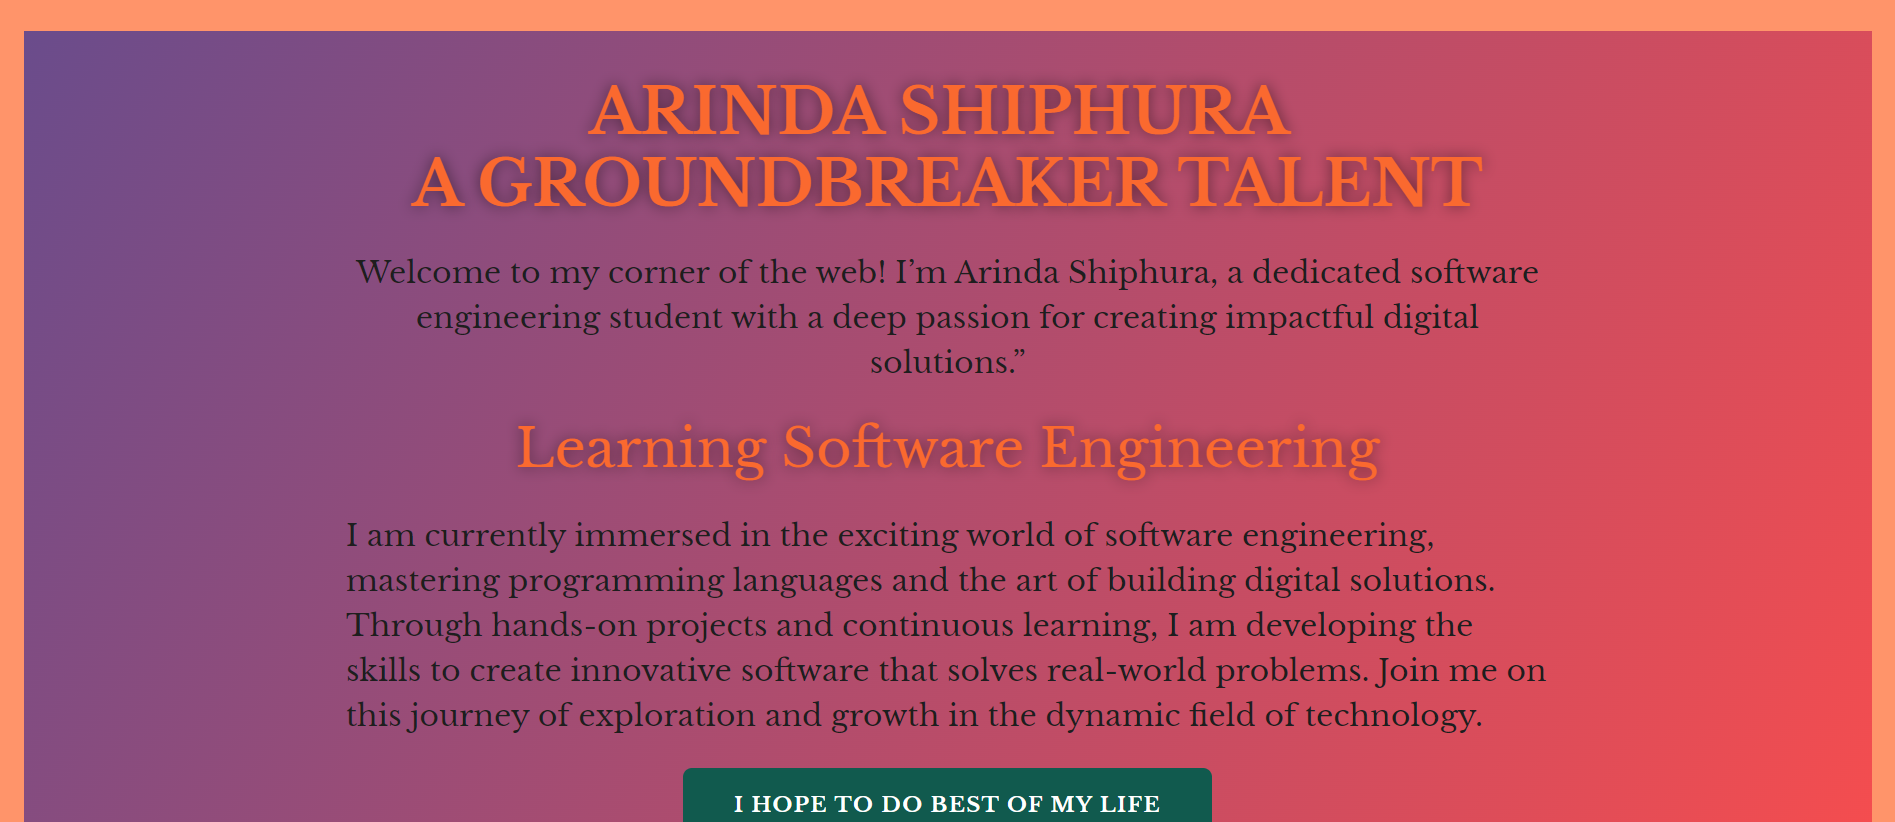 ARINDA SHIPHURA
A GROUNDBREAKER TALENT
Welcome to my corner of the web! I’m Arinda Shiphura, a dedicated software
engineering student with a deep passion for creating impactful digital
solutions.”
Learning Software Engineering
I am currently immersed in the exciting world of software engineering,
mastering programming languages and the art of building digital solutions.
Through hands-on projects and continuous learning, I am developing the
skills to create innovative software that solves real-world problems. Join me on
this journey of exploration and growth in the dynamic field of technology.
I HOPE TO DO BEST OF MY LIFE